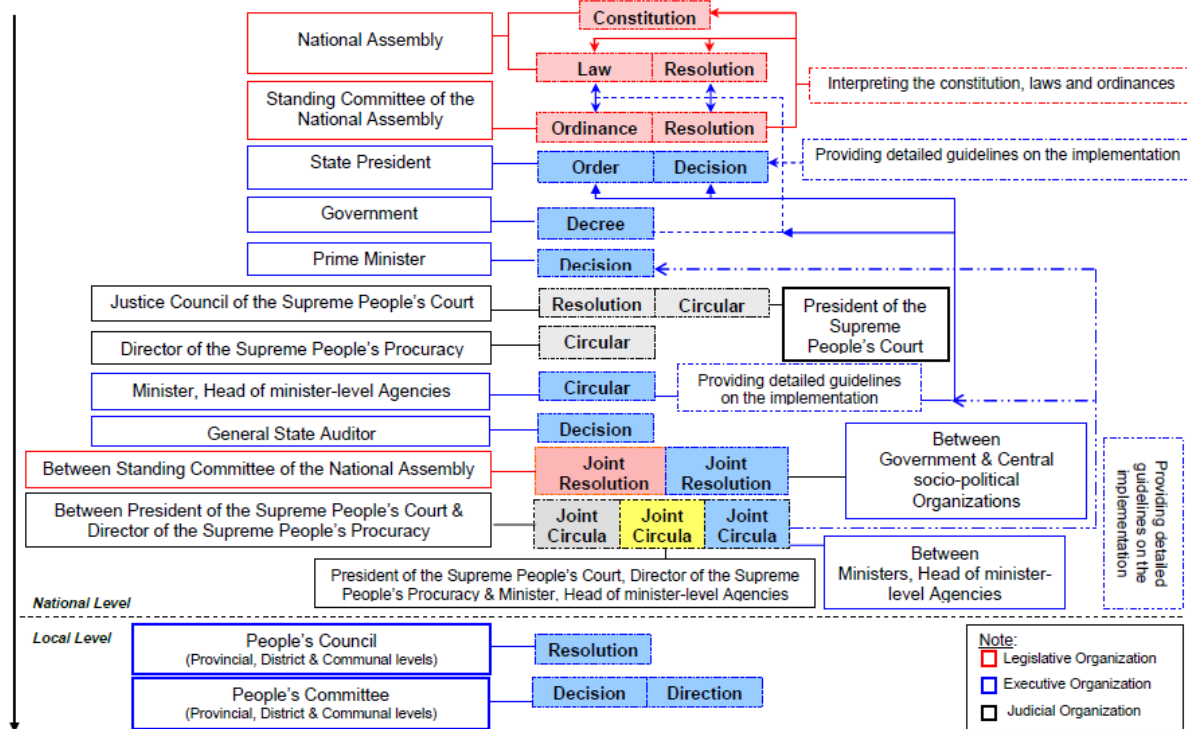 Constitution
National Assembly
Law
Resolution
Interpreting the constitution, laws and ordinances
Standing Committee of the
National Assembly
Ordinance
Resolution
State President
Order
Decision
Providing detailed guidelines on the implementation
Government
Decree
Prime Minister
Decision
Justice Council of the Supreme People's Court
Resolution
Circular
President of the
Supreme
People's Court
Director of the Supreme People's Procuracy
Circular
Minister, Head of minister-level Agencies
Circular
Providing detailed guidelines
on the implementation
General State Auditor
Decision
Between Standing Committee of the National Assembly
Joint
Resolution
Joint
Resolution
Between
Government & Central
socio-political
Organizations
Providing detailed
guidelines on the
implementation
Between President of the Supreme People's Court &
Director of the Supreme People's Procuracy
Joint
Circula
Joint
Circula
Joint
Circula
Between
Ministers, Head of minister-
level Agencies
President of the Supreme People's Court, Director of the Supreme
People's Procuracy & Minister, Head of minister-level Agencies
National Level
Local Level
People's Council
(Provincial, District & Communal levels)
Resolution
People's Committee
(Provincial, District & Communal levels)
Decision
Direction
Note:
Legislative Organization
Executive Organization
Judicial Organization